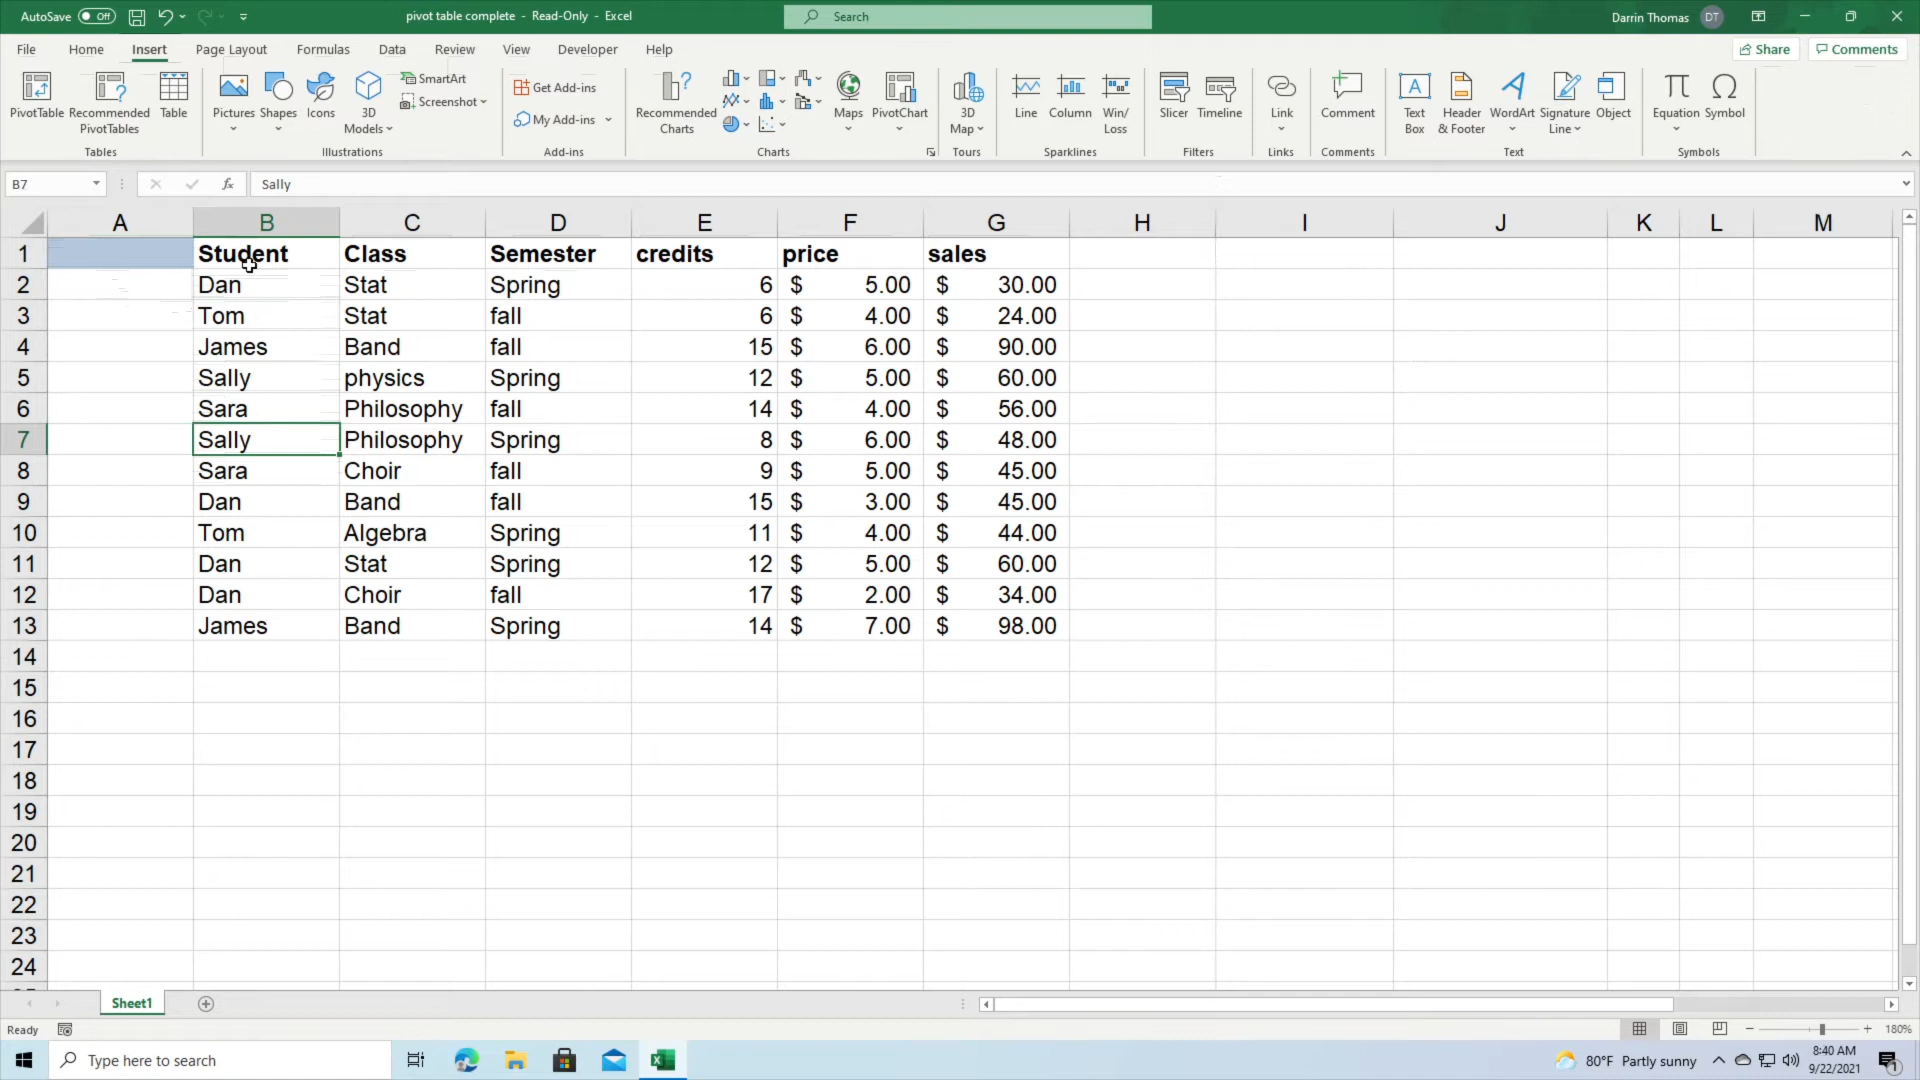 AutoSave Off pivot table complete - Read-Only - Excel Search Darrin Thomas DT
File Home Insert Page Layout Formulas Data Review View Developer Help Share Comments
PivotTable Recommended PivotTables Table
Tables
Pictures Shapes Icons 3D Models SmartArt Screenshot
Illustrations
Get Add-ins
My Add-ins
Add-ins
Recommended Charts Maps PivotChart
Charts
3D Map
Tours
Line Column Win/Loss
Sparklines
Slicer Timeline
Filters
Link
Links
Comment
Comments
Text Box Header & Footer WordArt Signature Line Object
Text
Equation Symbol
Symbols
B7 fx Sally
A B C D E F G H I J K L M
1 Student Class Semester credits price sales
2 Dan Stat Spring 6 $ 5.00 $ 30.00
3 Tom Stat fall 6 $ 4.00 $ 24.00
4 James Band fall 15 $ 6.00 $ 90.00
5 Sally physics Spring 12 $ 5.00 $ 60.00
6 Sara Philosophy fall 14 $ 4.00 $ 56.00
7 Sally Philosophy Spring 8 $ 6.00 $ 48.00
8 Sara Choir fall 9 $ 5.00 $ 45.00
9 Dan Band fall 15 $ 3.00 $ 45.00
10 Tom Algebra Spring 11 $ 4.00 $ 44.00
11 Dan Stat Spring 12 $ 5.00 $ 60.00
12 Dan Choir fall 17 $ 2.00 $ 34.00
13 James Band Spring 14 $ 7.00 $ 98.00
14
15
16
17
18
19
20
21
22
23
24
Sheet1
Ready 180%
Type here to search 80°F Partly sunny 8:40 AM
9/22/2021 1